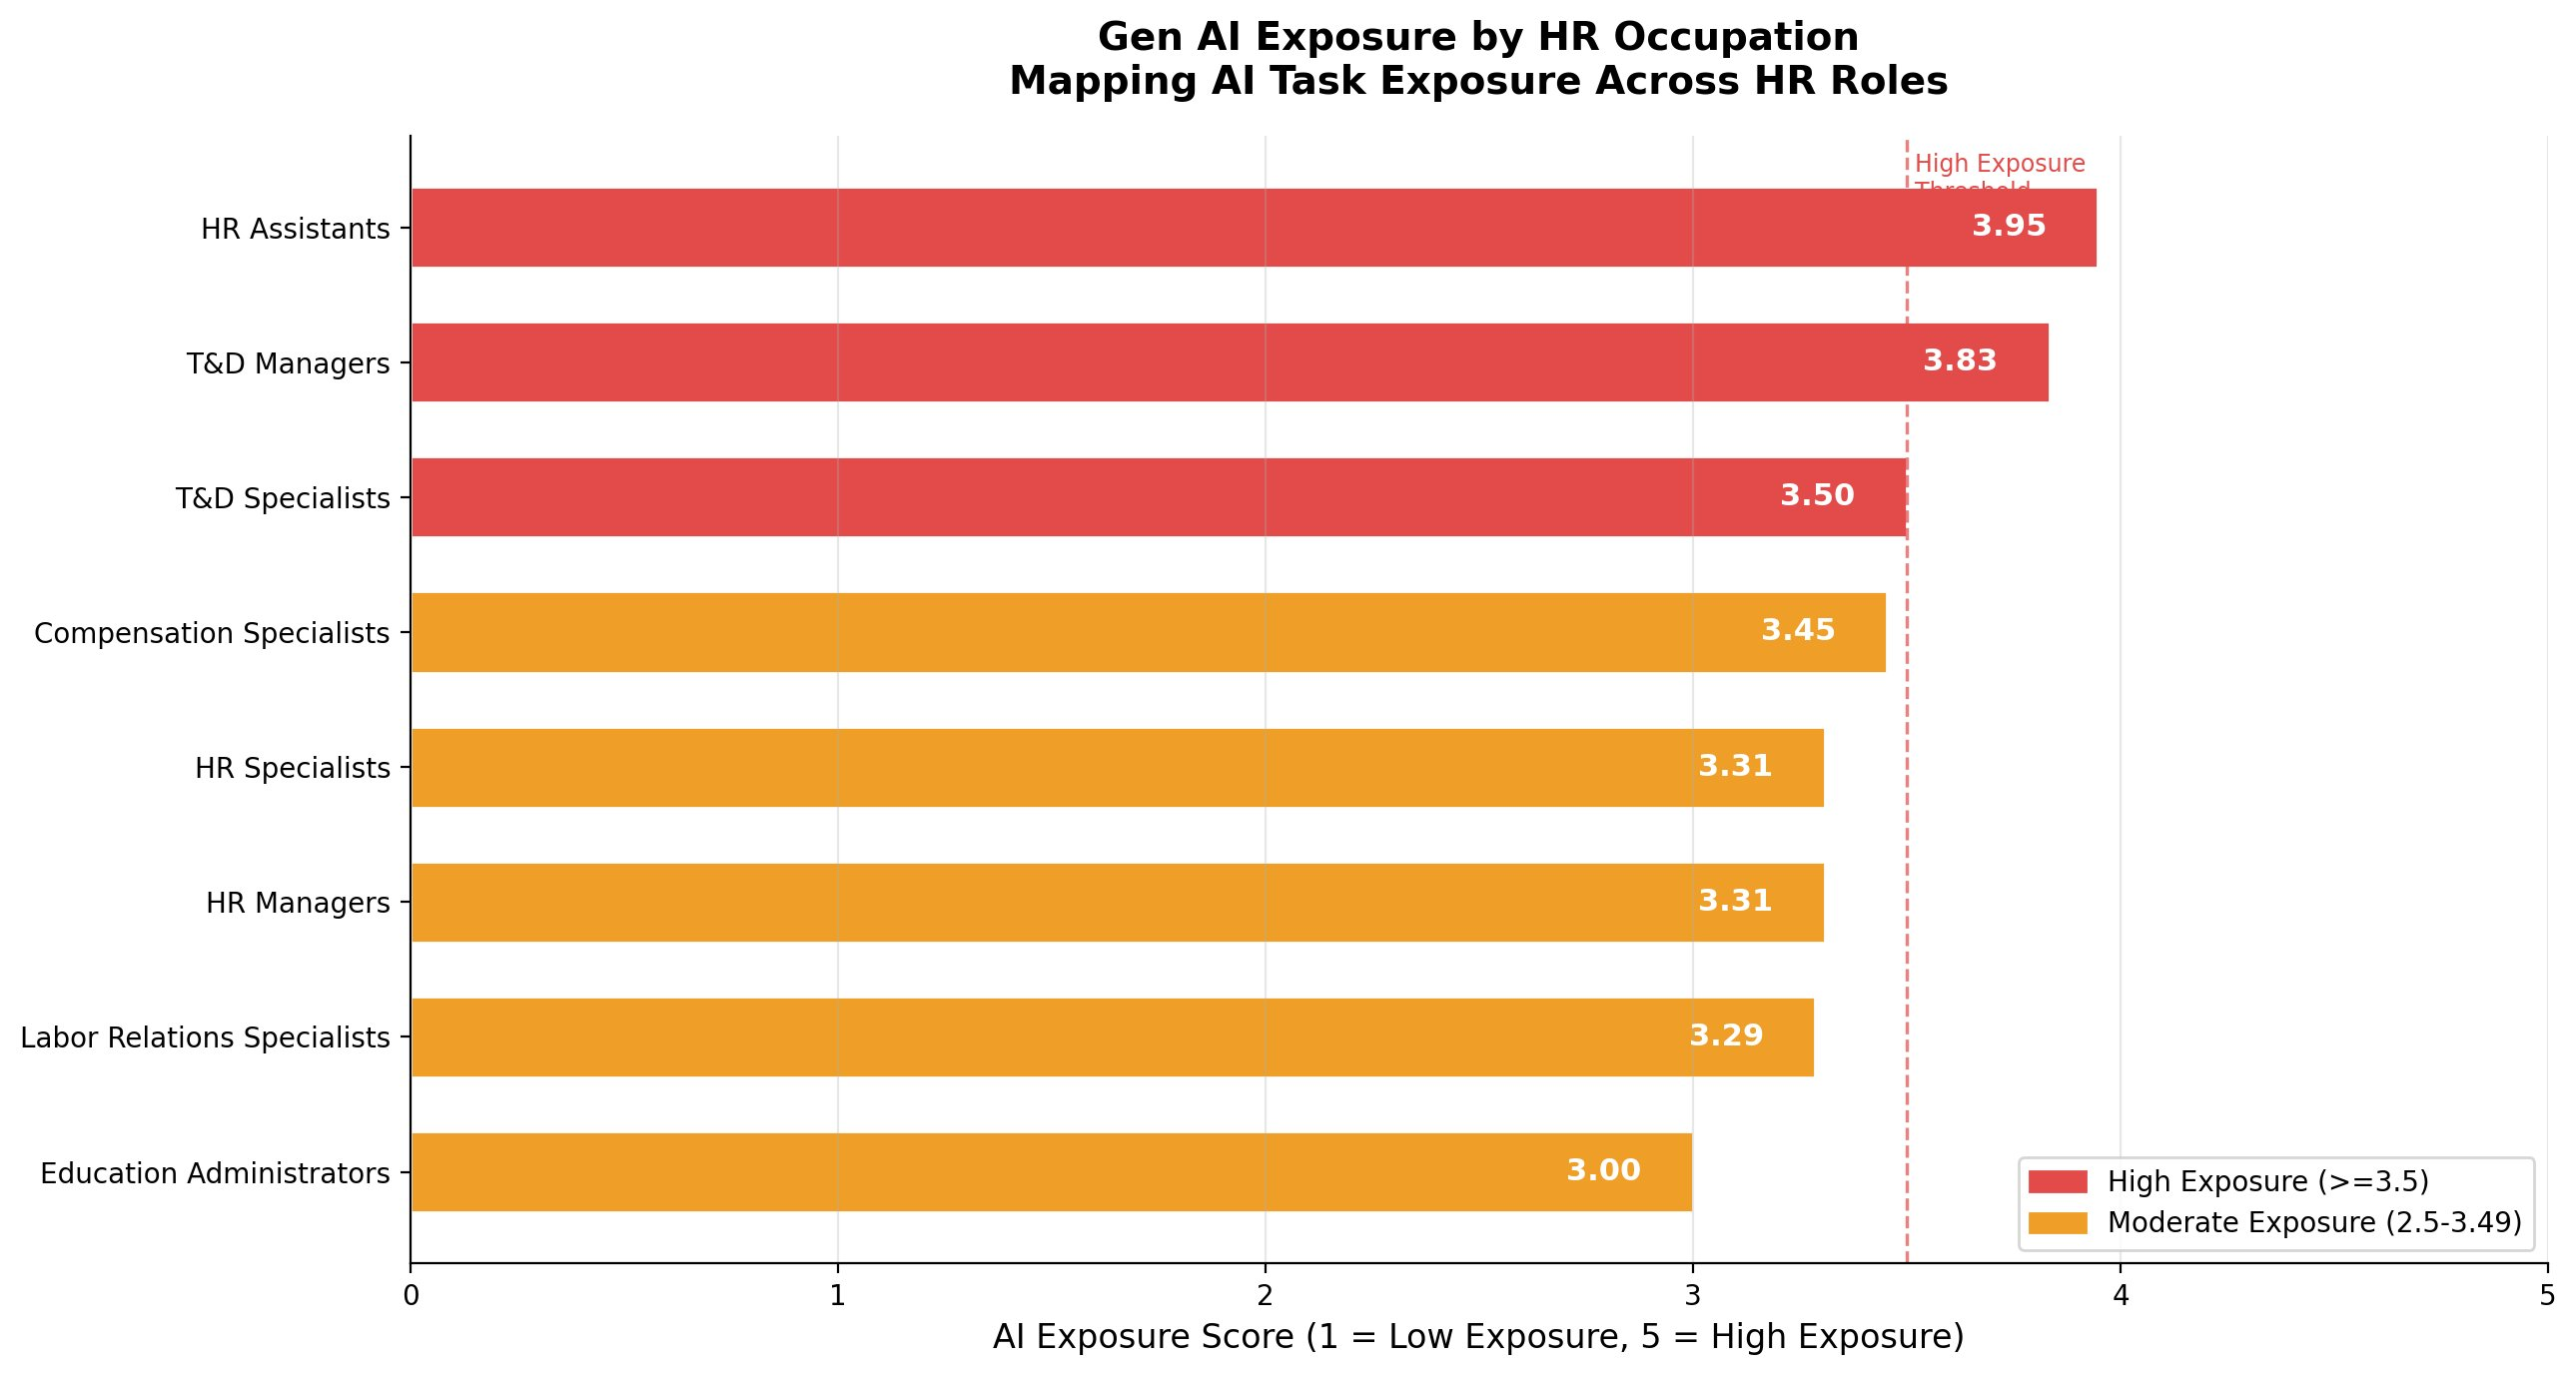 Gen AI Exposure by HR Occupation
Mapping AI Task Exposure Across HR Roles
High Exposure
HR Assistants
3.95
T&D Managers
3.83
T&D Specialists
3.50
Compensation Specialists
3.45
HR Specialists
3.31
HR Managers
3.31
Labor Relations Specialists
3.29
Education Administrators
3.00
High Exposure (>=3.5)
Moderate Exposure (2.5-3.49)
0 1 2 3 4 5
AI Exposure Score (1 = Low Exposure, 5 = High Exposure)